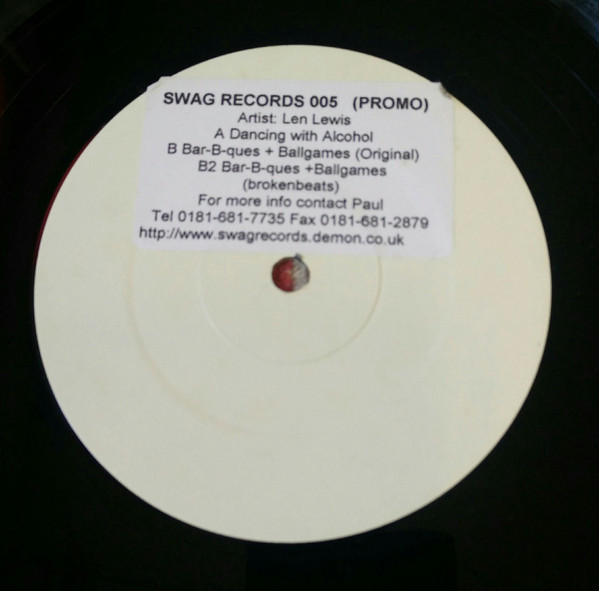 SWAG RECORDS 005 (PROMO)
Artist: Len Lewis
A Dancing with Alcohol
B Bar-B-ques + Ballgames (Original)
B2 Bar-B-ques +Ballgames
(brokenbeats)
For more info contact Paul
Tel 0181-681-7735 Fax 0181-681-2879
http://www.swagrecords.demon.co.uk